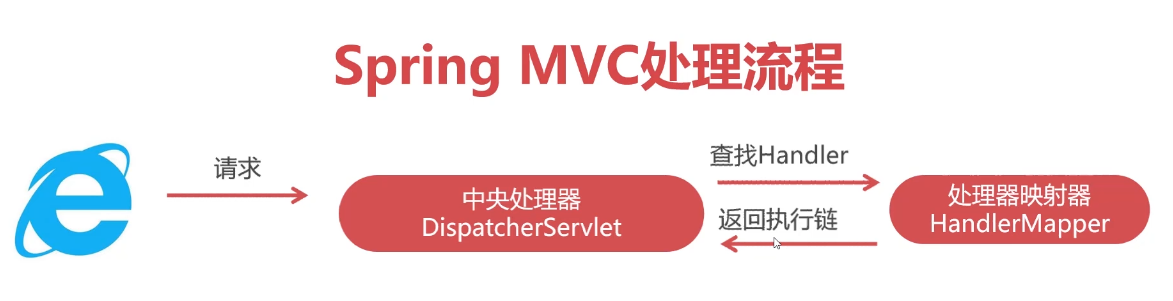 Spring MVC处理流程
请求
查找Handler
中央处理器
DispatcherServlet
返回执行链
处理器映射器
HandlerMapper